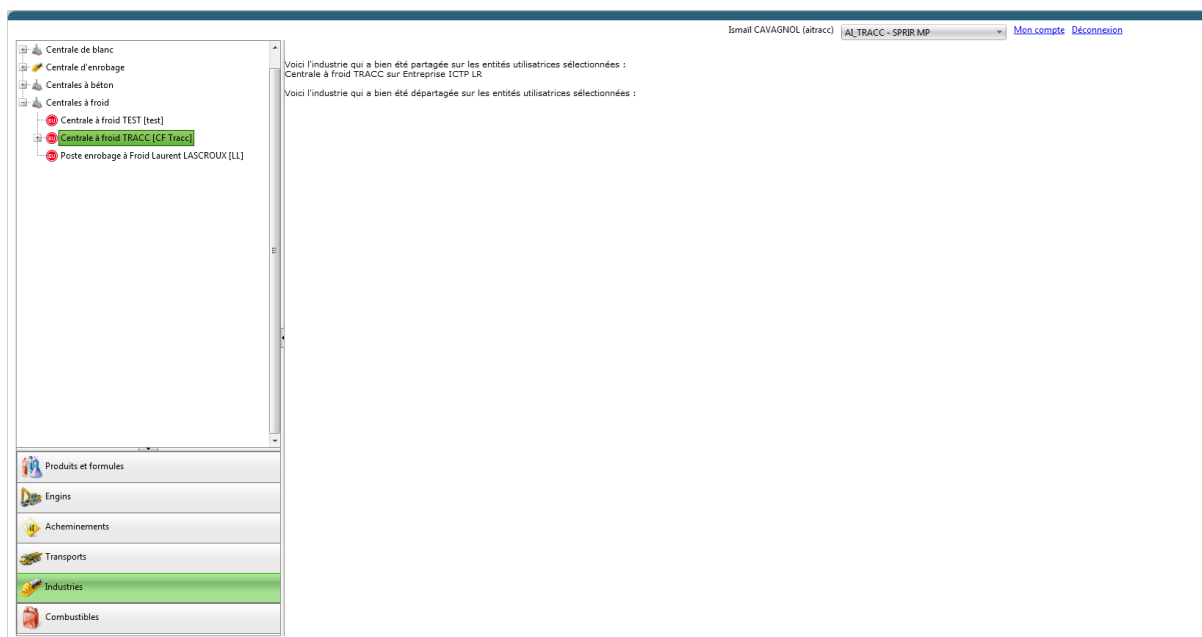 Ismaïl CAVAGNOL (aitracc) AI_TRACC - SPRIR MP Mon compte Déconnexion
Centrale de blanc
Centrale d'enrobage
Centrales à béton
Centrales à froid
Centrale à froid TEST [test]
Centrale à froid TRACC [CF Tracc]
Poste enrobage à Froid Laurent LASCROUX [LL]
Voici l'industrie qui a bien été partagée sur les entités utilisatrices sélectionnées :
Centrale à froid TRACC sur Entreprise ICTP LR
Voici l'industrie qui a bien été départagée sur les entités utilisatrices sélectionnées :
Produits et formules
Engins
Acheminements
Transports
Industries
Combustibles